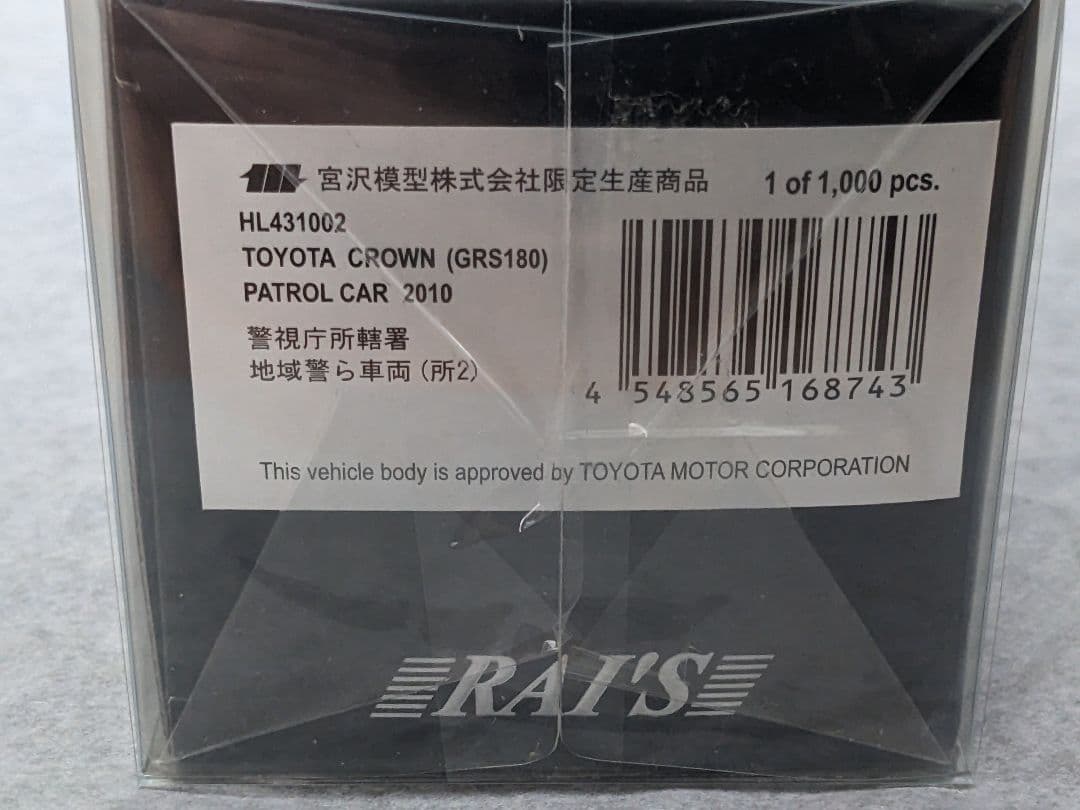 宮沢模型株式会社限定生産商品 1 of 1,000 pcs.
HL431002
TOYOTA CROWN (GRS180)
PATROL CAR 2010
警視庁所轄署
地域警ら車両(所2)
4 548565 168743
This vehicle body is approved by TOYOTA MOTOR CORPORATION
RAI'S